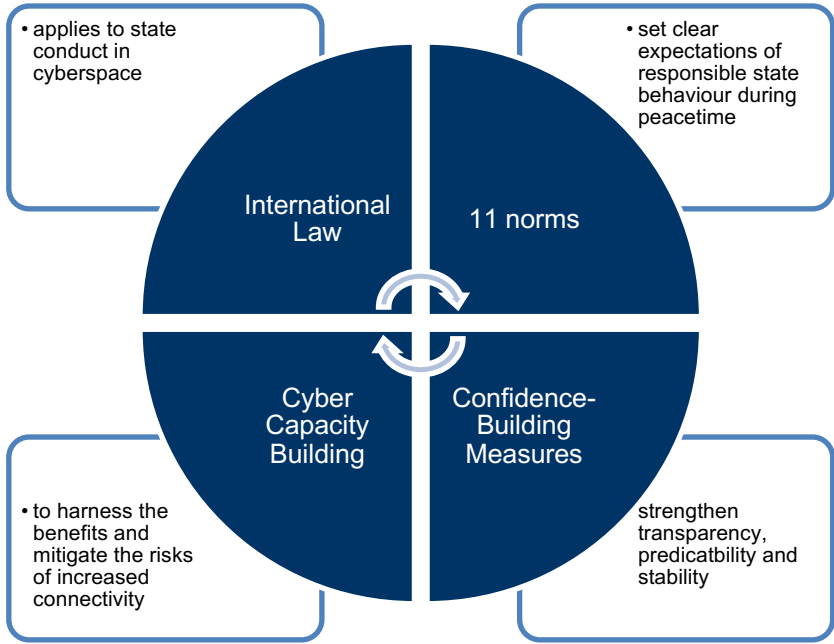 • applies to state
conduct in
cyberspace
• set clear
expectations of
responsible state
behaviour during
peacetime
International
Law
11 norms
Cyber
Capacity
Building
Confidence-
Building
Measures
• to harness the
benefits and
mitigate the risks
of increased
connectivity
strengthen
transparency,
predicatbility and
stability